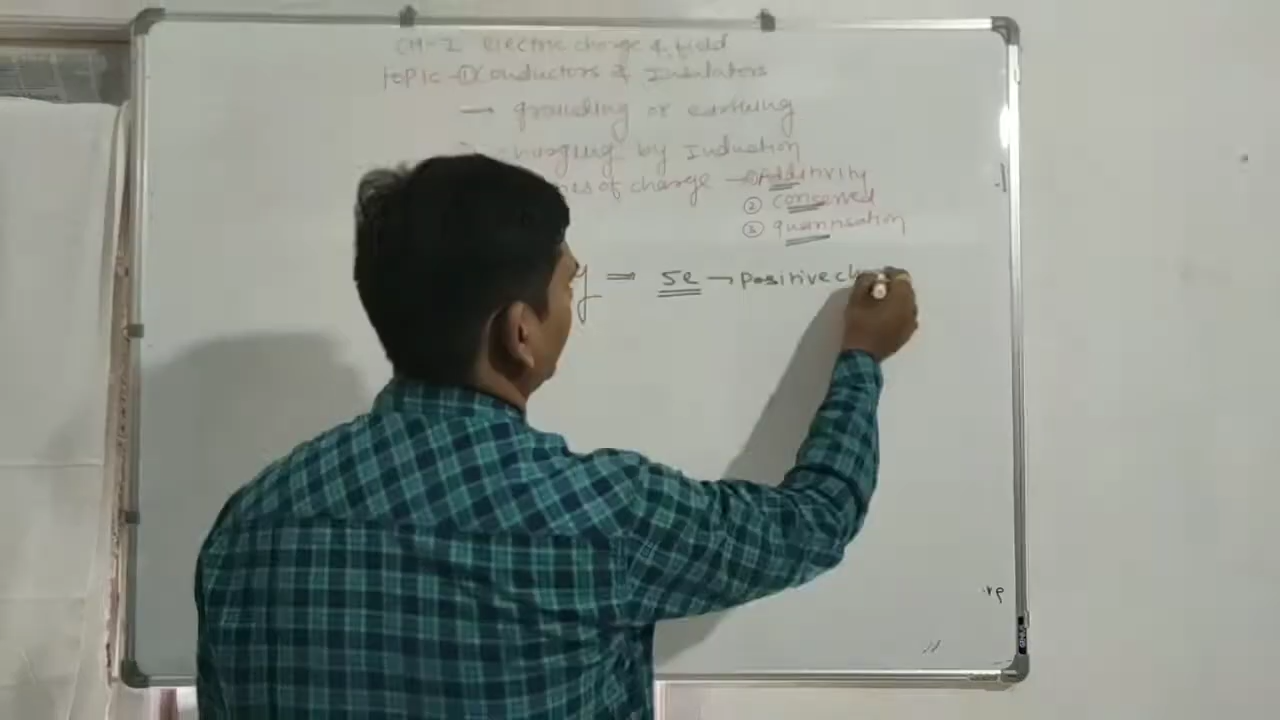 CH-1 Electric charge & field
Topic-① Conductors & Insulators
→ grounding or earthing
charging by Induction
of charge → ① Additivity
② conserved
③ quantisation
y ⇒ 5e → positive ch